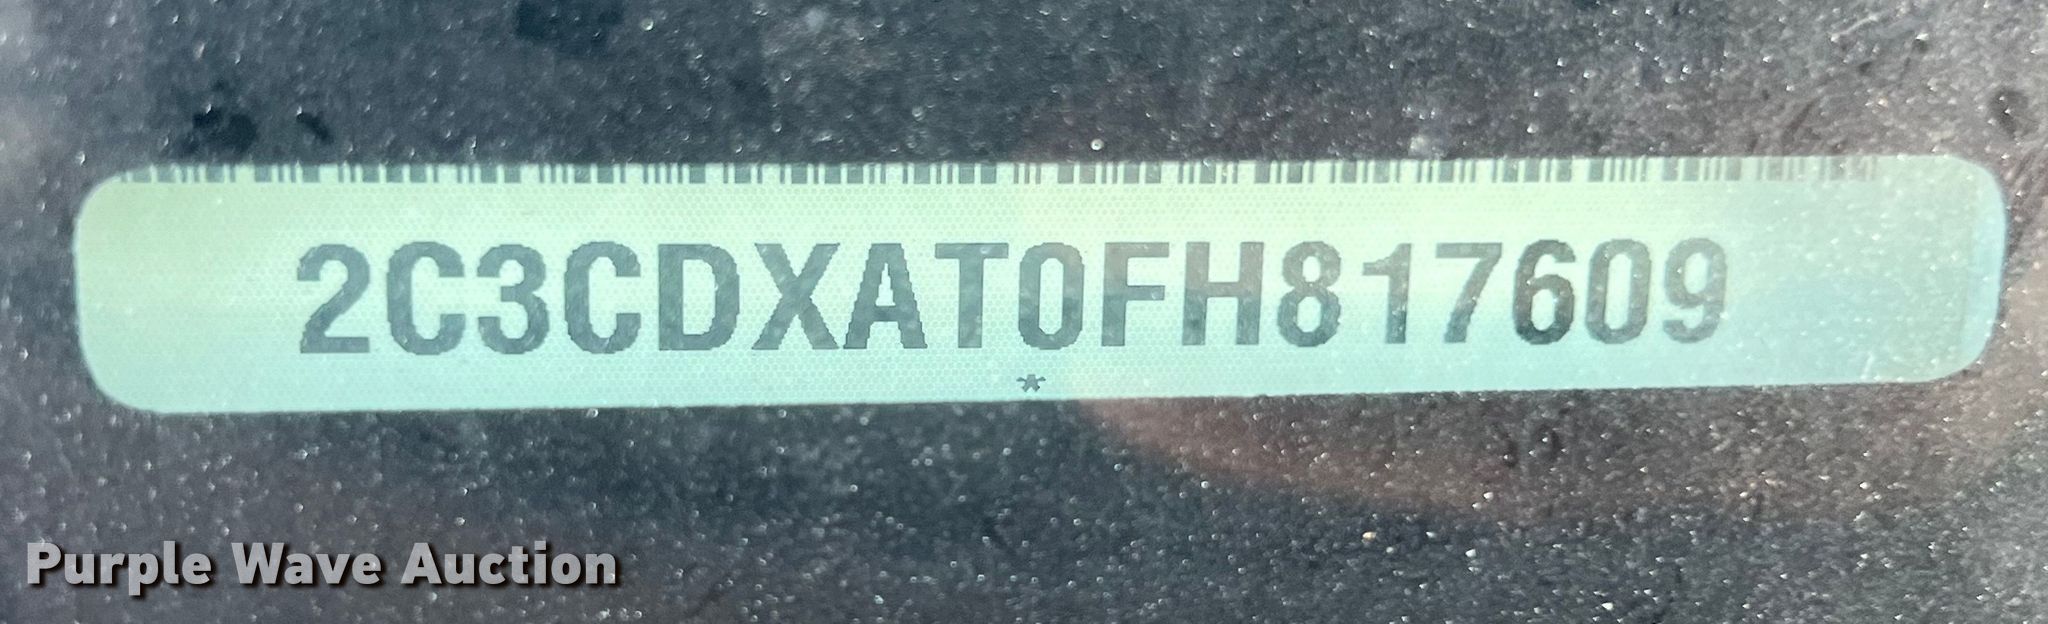 2C3CDXAT0FH817609
*
Purple Wave Auction